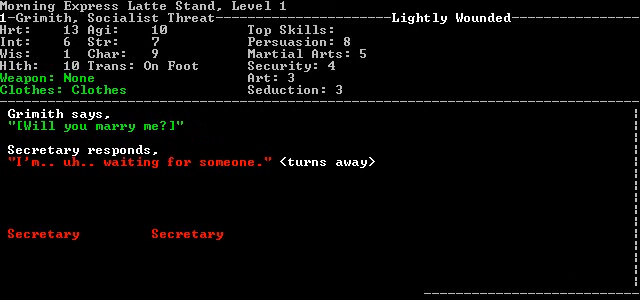 Morning Express Latte Stand, Level 1
1-Grimith, Socialist Threat Lightly Wounded
Hrt: 13 Agi: 10 Top Skills:
Int: 6 Str: 7 Persuasion: 8
Wis: 1 Char: 9 Martial Arts: 5
Hlth: 10 Trans: On Foot Security: 4
Weapon: None Art: 3
Clothes: Clothes Seduction: 3
Grimith says,
"[Will you marry me?]"
Secretary responds,
"I'm.. uh.. waiting for someone." <turns away>
Secretary Secretary